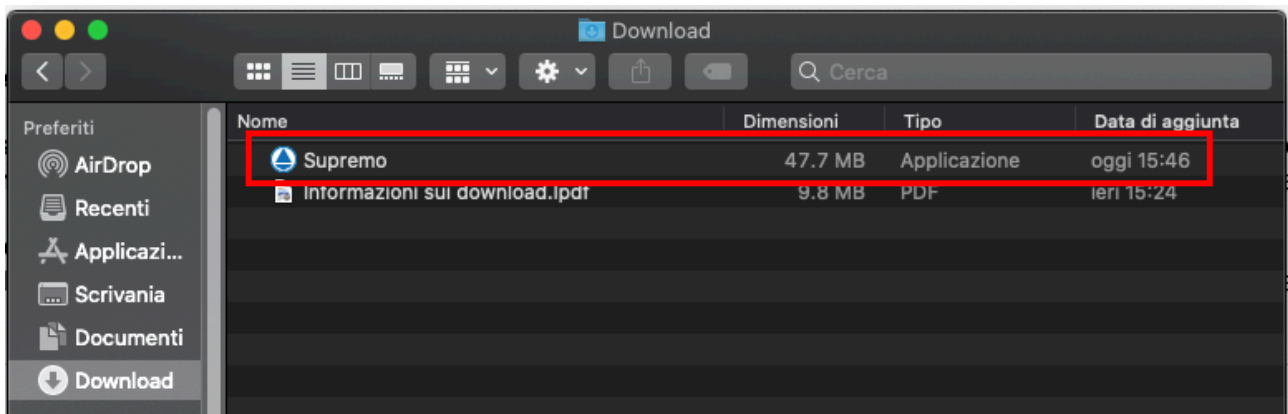 Download
Cerca
Preferiti
Nome Dimensioni Tipo Data di aggiunta
AirDrop
Supremo 47.7 MB Applicazione oggi 15:46
Recenti
Informazioni sul download.lpdf 9.8 MB PDF ieri 15:24
Applicazi...
Scrivania
Documenti
Download